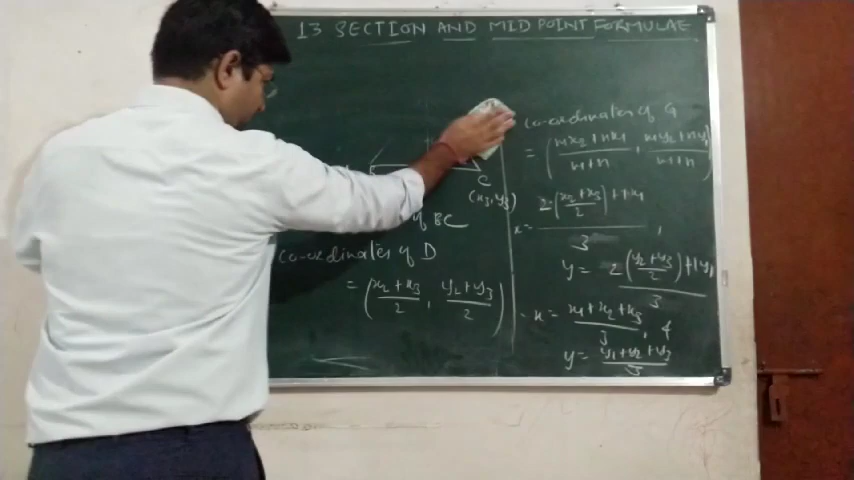 13 SECTION AND MID POINT FORMULAE
C
(x3, y3)
of BC
co-ordinates of D
= (x2 + x3 / 2 , y2 + y3 / 2)
co-ordinates of G
= (mx2 + nx1 / m+n , my2 + ny1 / m+n)
x = 2·(x2 + x3 / 2) + 1·x1 / 3 ,
y = 2 (y2 + y3 / 2) + 1 y1 / 3
x = x1 + x2 + x3 / 3 , &
y = y1 + y2 + y3 / 3